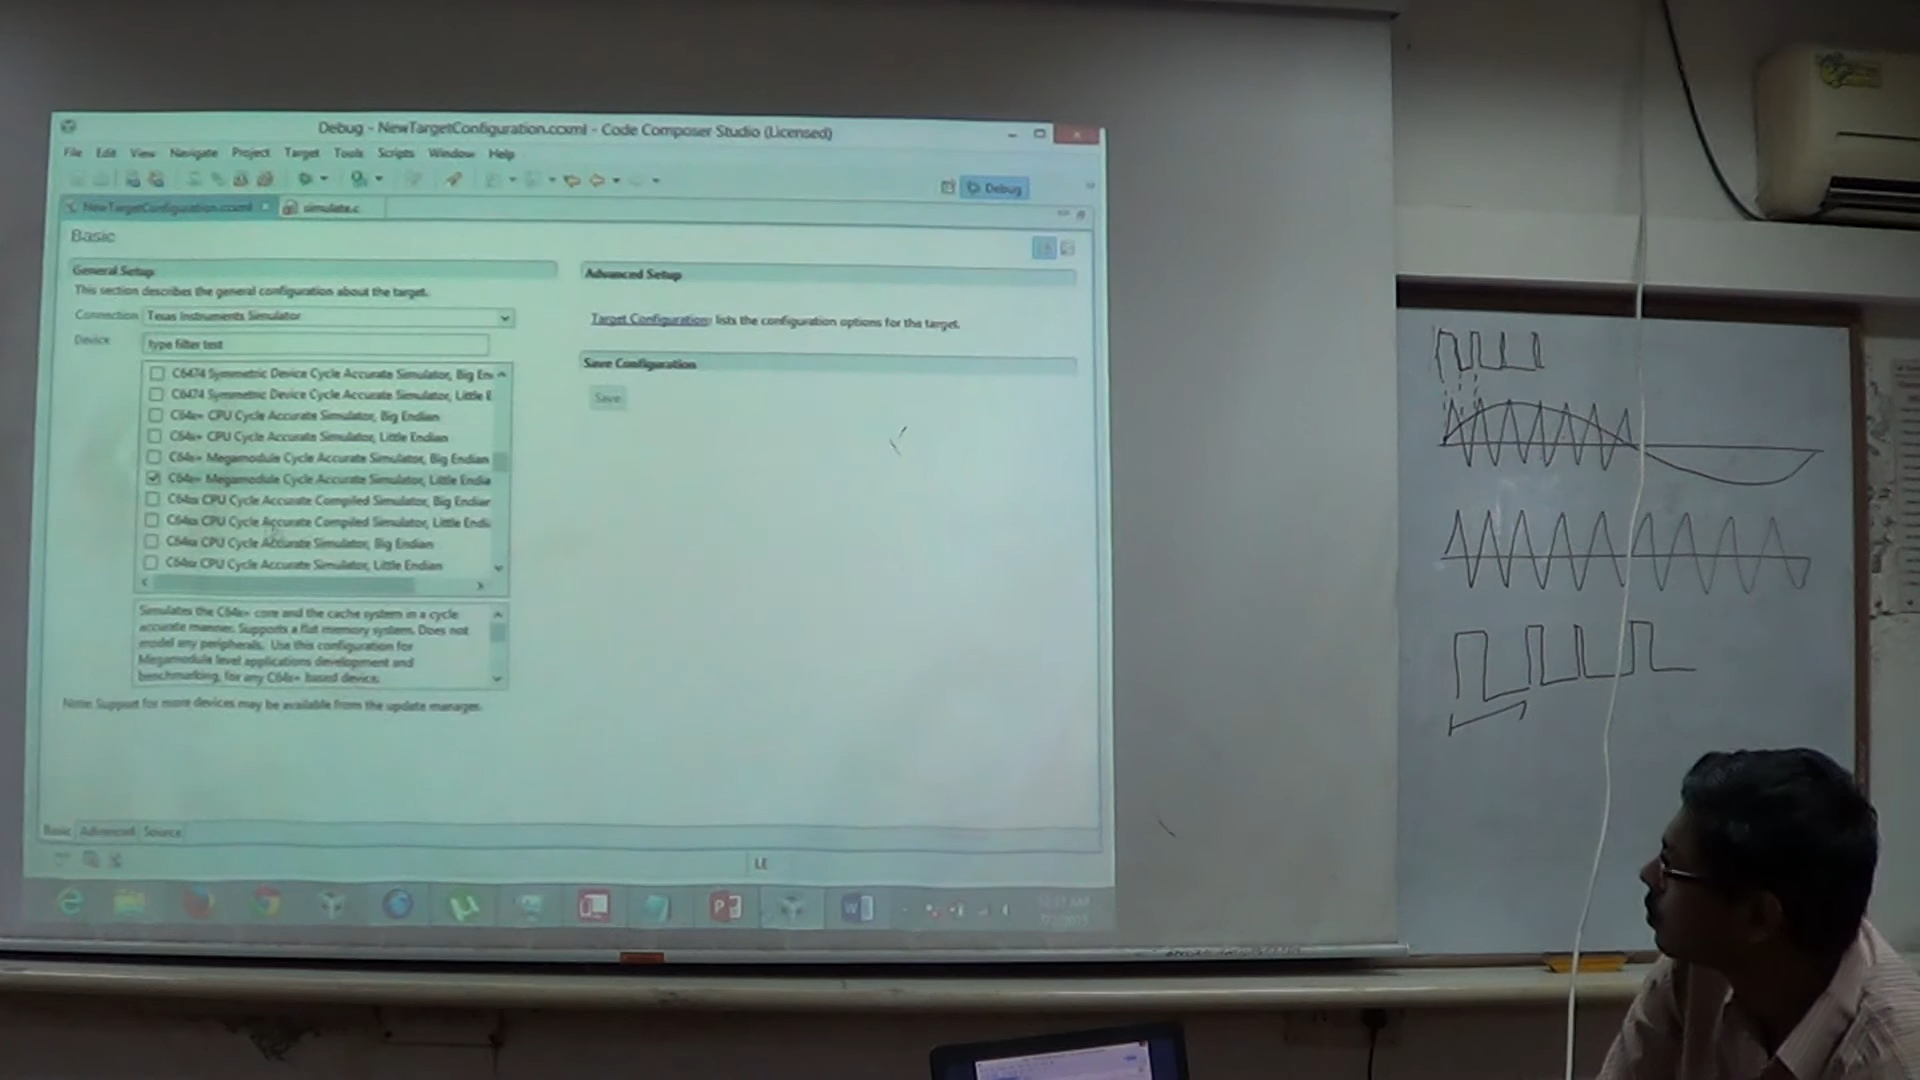 Debug - NewTargetConfiguration.ccxml - Code Composer Studio (Licensed)
File Edit View Navigate Project Target Tools Scripts Window Help
Debug
NewTargetConfiguration.ccxml simulate.c
Basic
General Setup
This section describes the general configuration about the target.
Connection Texas Instruments Simulator
Device type filter text
C6474 Symmetric Device Cycle Accurate Simulator, Big En
C6474 Symmetric Device Cycle Accurate Simulator, Little E
C64x+ CPU Cycle Accurate Simulator, Big Endian
C64x+ CPU Cycle Accurate Simulator, Little Endian
C64x+ Megamodule Cycle Accurate Simulator, Big Endian
C64x+ Megamodule Cycle Accurate Simulator, Little Endia
C64xx CPU Cycle Accurate Compiled Simulator, Big Endian
C64xx CPU Cycle Accurate Compiled Simulator, Little Endi
C64xx CPU Cycle Accurate Simulator, Big Endian
C64xx CPU Cycle Accurate Simulator, Little Endian
Simulates the C64x+ core and the cache system in a cycle
accurate manner. Supports a flat memory system. Does not
model any peripherals. Use this configuration for
Megamodule level applications development and
benchmarking, for any C64x+ based device.
Note: Support for more devices may be available from the update manager.
Advanced Setup
Target Configuration: lists the configuration options for the target.
Save Configuration
Save
Basic Advanced Source
LE